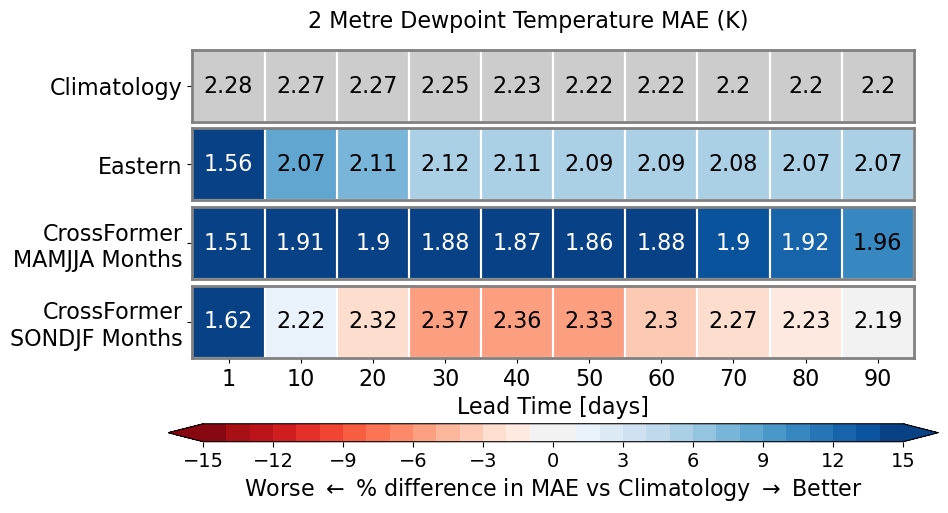 2 Metre Dewpoint Temperature MAE (K)
Climatology 2.28 2.27 2.27 2.25 2.23 2.22 2.22 2.2 2.2 2.2
Eastern 1.56 2.07 2.11 2.12 2.11 2.09 2.09 2.08 2.07 2.07
CrossFormer
MAMJJA Months 1.51 1.91 1.9 1.88 1.87 1.86 1.88 1.9 1.92 1.96
CrossFormer
SONDJF Months 1.62 2.22 2.32 2.37 2.36 2.33 2.3 2.27 2.23 2.19
1 10 20 30 40 50 60 70 80 90
Lead Time [days]
−15 −12 −9 −6 −3 0 3 6 9 12 15
Worse ← % difference in MAE vs Climatology → Better